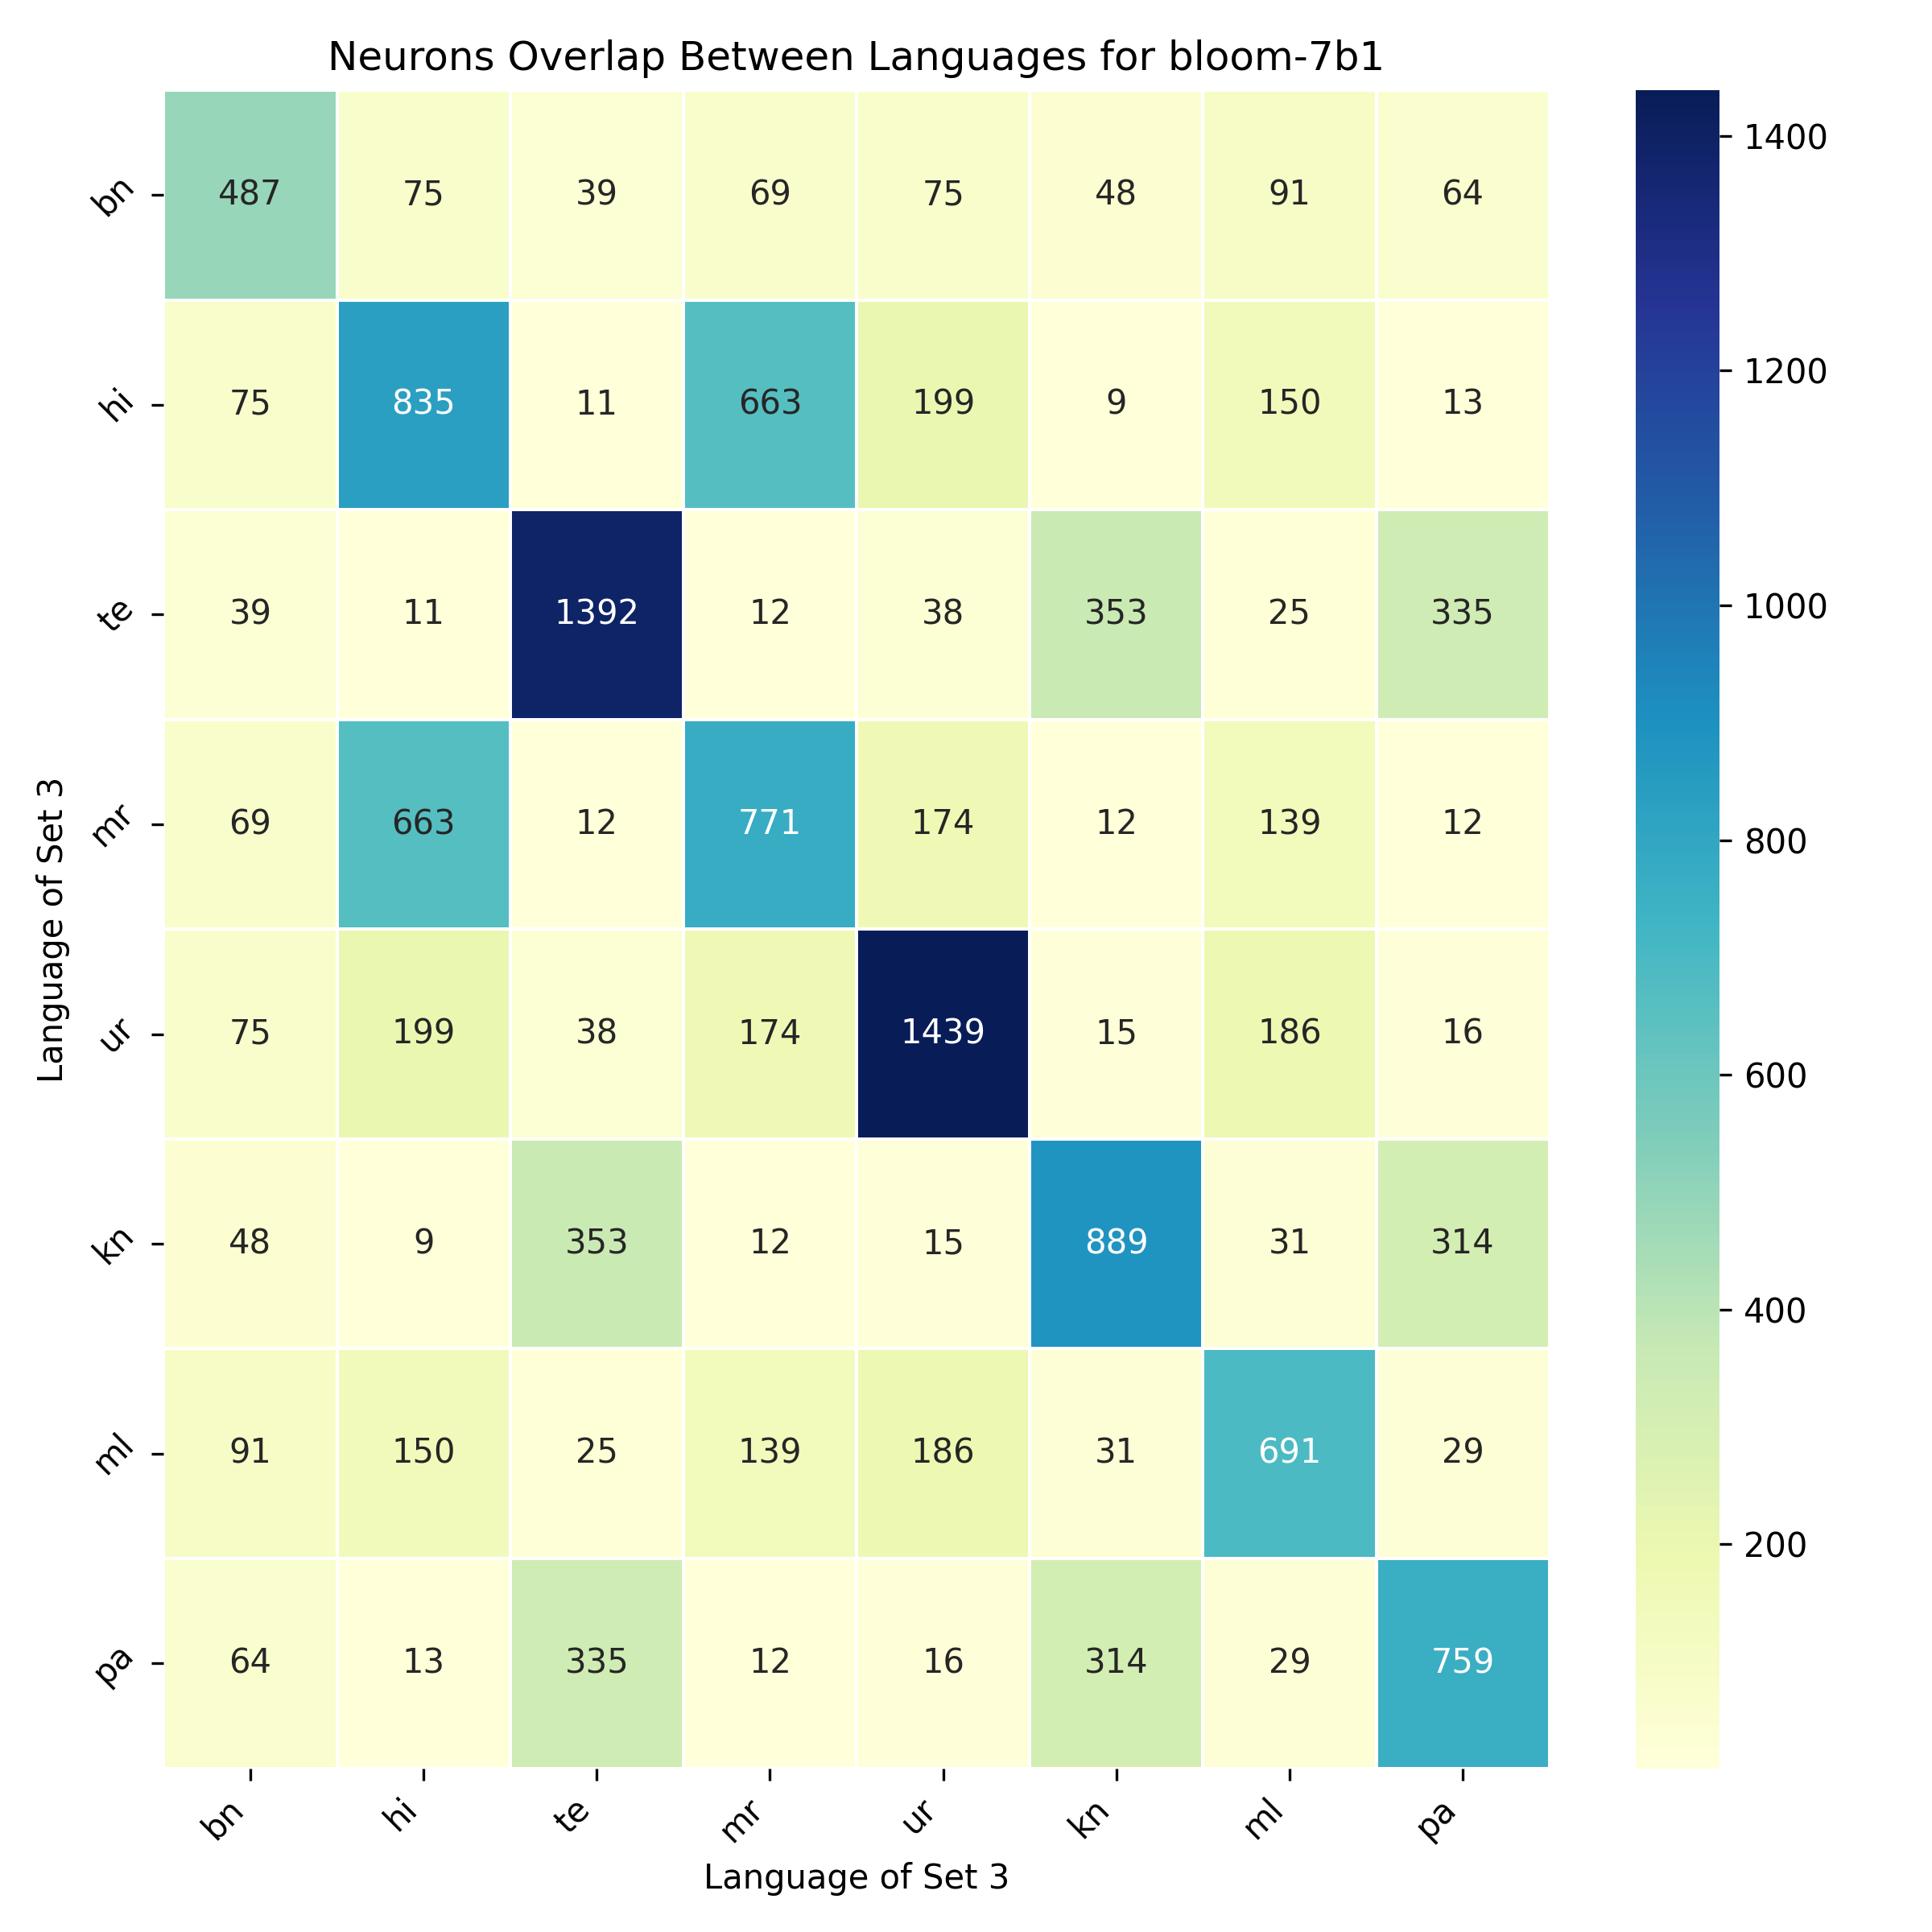 Neurons Overlap Between Languages for bloom-7b1
bn 487 75 39 69 75 48 91 64
hi 75 835 11 663 199 9 150 13
te 39 11 1392 12 38 353 25 335
mr 69 663 12 771 174 12 139 12
ur 75 199 38 174 1439 15 186 16
kn 48 9 353 12 15 889 31 314
ml 91 150 25 139 186 31 691 29
pa 64 13 335 12 16 314 29 759
bn hi te mr ur kn ml pa
Language of Set 3
Language of Set 3
1400
1200
1000
800
600
400
200